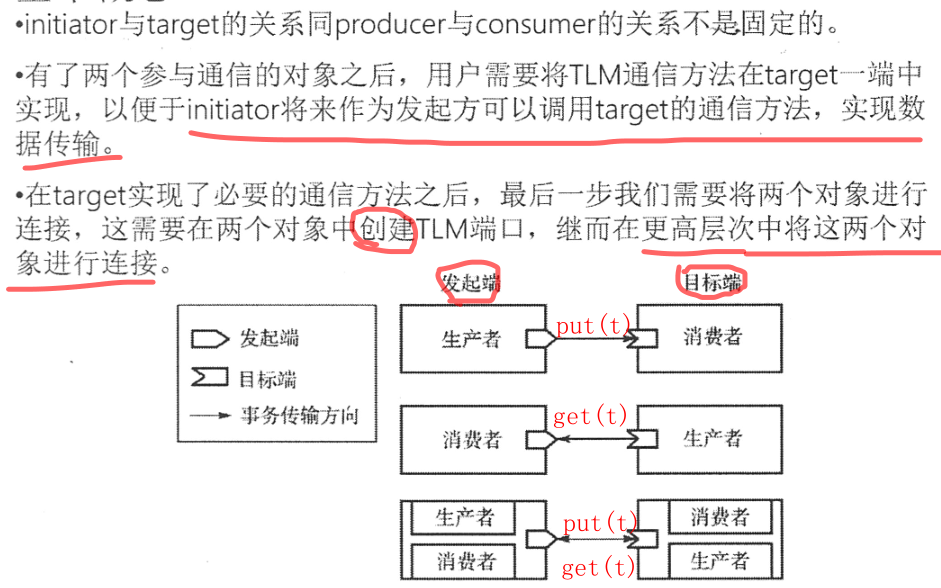 •initiator与target的关系同producer与consumer的关系不是固定的。
•有了两个参与通信的对象之后，用户需要将TLM通信方法在target一端中
实现，以便于initiator将来作为发起方可以调用target的通信方法，实现数
据传输。
•在target实现了必要的通信方法之后，最后一步我们需要将两个对象进行
连接，这需要在两个对象中创建TLM端口，继而在更高层次中将这两个对
象进行连接。
发起端 目标端
发起端
目标端
事务传输方向
生产者 put(t) 消费者
消费者 get(t) 生产者
生产者 put(t) 消费者
消费者 get(t) 生产者